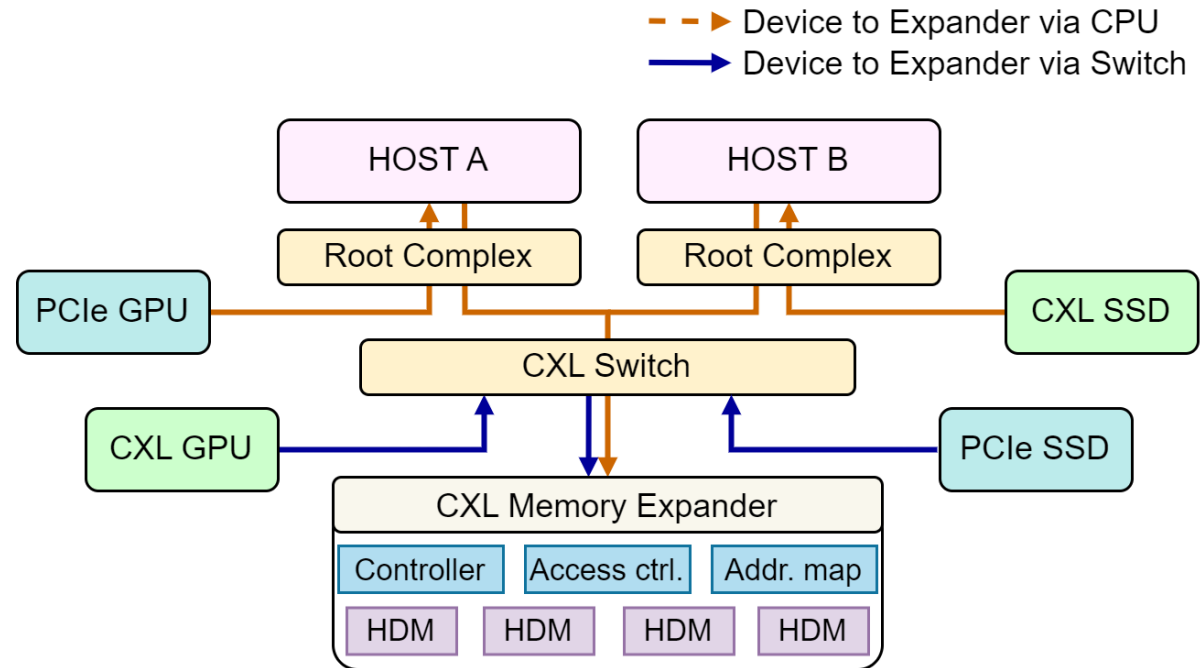 Device to Expander via CPU
Device to Expander via Switch
HOST A
HOST B
Root Complex
Root Complex
PCIe GPU
CXL SSD
CXL Switch
CXL GPU
PCIe SSD
CXL Memory Expander
Controller
Access ctrl.
Addr. map
HDM
HDM
HDM
HDM